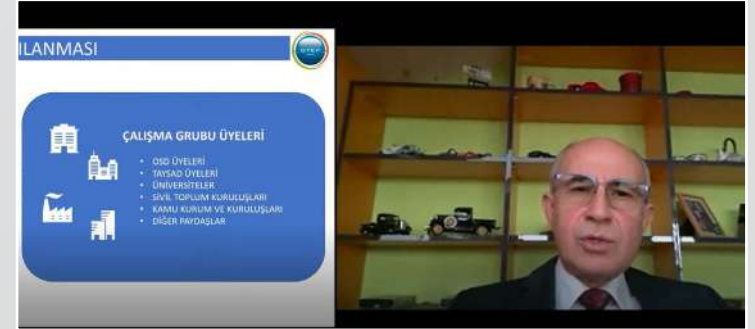 ILANMASI
OTEP
ÇALIŞMA GRUBU ÜYELERİ
• OSD ÜYELERİ
• TAYSAD ÜYELERİ
• ÜNİVERSİTELER
• SİVİL TOPLUM KURULUŞLARI
• KAMU KURUM VE KURULUŞLARI
• DİĞER PAYDAŞLAR